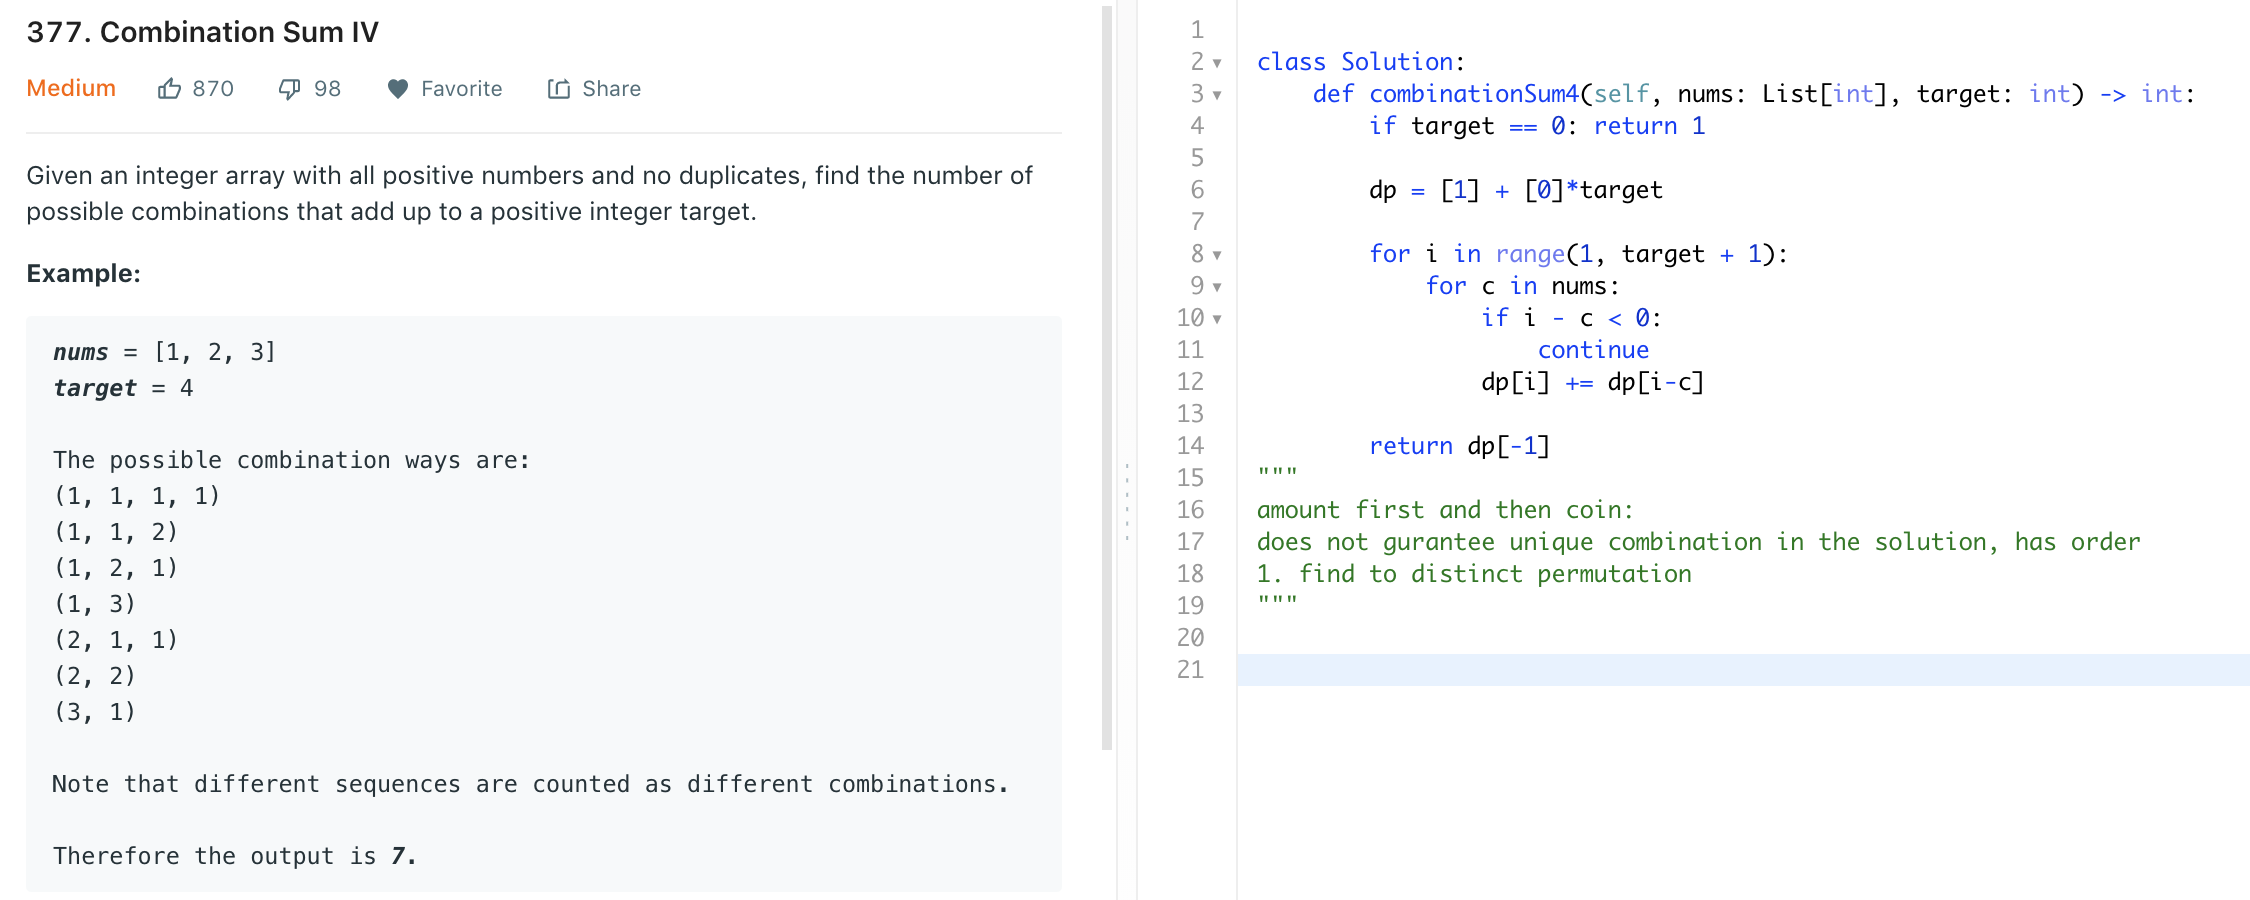 377. Combination Sum IV
Medium 870 98 Favorite Share
Given an integer array with all positive numbers and no duplicates, find the number of
possible combinations that add up to a positive integer target.
Example:
nums = [1, 2, 3]
target = 4
The possible combination ways are:
(1, 1, 1, 1)
(1, 1, 2)
(1, 2, 1)
(1, 3)
(2, 1, 1)
(2, 2)
(3, 1)
Note that different sequences are counted as different combinations.
Therefore the output is 7.
1
2 class Solution:
3     def combinationSum4(self, nums: List[int], target: int) -> int:
4         if target == 0: return 1
5
6         dp = [1] + [0]*target
7
8         for i in range(1, target + 1):
9             for c in nums:
10                 if i - c < 0:
11                     continue
12                 dp[i] += dp[i-c]
13
14         return dp[-1]
15 """
16 amount first and then coin:
17 does not gurantee unique combination in the solution, has order
18 1. find to distinct permutation
19 """
20
21